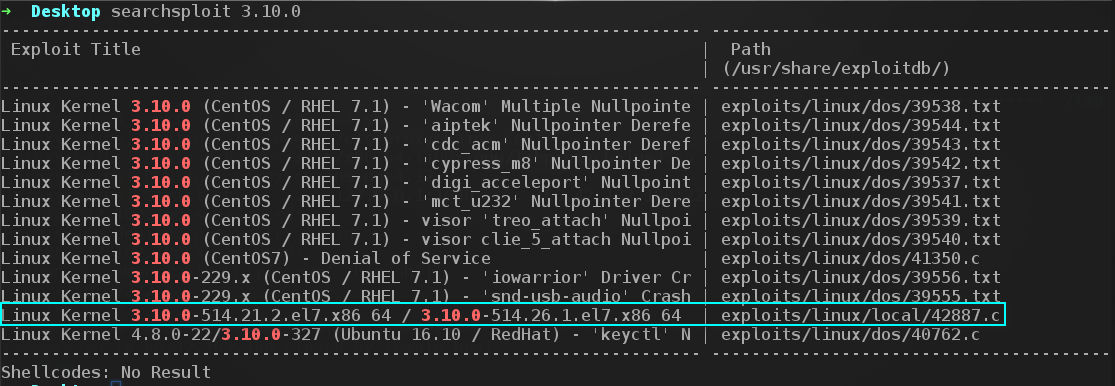 → Desktop searchsploit 3.10.0
--------------------------------------------------------------------- ----------------------------------------
Exploit Title | Path
| (/usr/share/exploitdb/)
--------------------------------------------------------------------- ----------------------------------------
Linux Kernel 3.10.0 (CentOS / RHEL 7.1) - 'Wacom' Multiple Nullpointe | exploits/linux/dos/39538.txt
Linux Kernel 3.10.0 (CentOS / RHEL 7.1) - 'aiptek' Nullpointer Derefe | exploits/linux/dos/39544.txt
Linux Kernel 3.10.0 (CentOS / RHEL 7.1) - 'cdc_acm' Nullpointer Deref | exploits/linux/dos/39543.txt
Linux Kernel 3.10.0 (CentOS / RHEL 7.1) - 'cypress_m8' Nullpointer De | exploits/linux/dos/39542.txt
Linux Kernel 3.10.0 (CentOS / RHEL 7.1) - 'digi_acceleport' Nullpoint | exploits/linux/dos/39537.txt
Linux Kernel 3.10.0 (CentOS / RHEL 7.1) - 'mct_u232' Nullpointer Dere | exploits/linux/dos/39541.txt
Linux Kernel 3.10.0 (CentOS / RHEL 7.1) - visor 'treo_attach' Nullpoi | exploits/linux/dos/39539.txt
Linux Kernel 3.10.0 (CentOS / RHEL 7.1) - visor clie_5_attach Nullpoi | exploits/linux/dos/39540.txt
Linux Kernel 3.10.0 (CentOS7) - Denial of Service | exploits/linux/dos/41350.c
Linux Kernel 3.10.0-229.x (CentOS / RHEL 7.1) - 'iowarrior' Driver Cr | exploits/linux/dos/39556.txt
Linux Kernel 3.10.0-229.x (CentOS / RHEL 7.1) - 'snd-usb-audio' Crash | exploits/linux/dos/39555.txt
Linux Kernel 3.10.0-514.21.2.el7.x86_64 / 3.10.0-514.26.1.el7.x86_64 | exploits/linux/local/42887.c
Linux Kernel 4.8.0-22/3.10.0-327 (Ubuntu 16.10 / RedHat) - 'keyctl' N | exploits/linux/dos/40762.c
--------------------------------------------------------------------- ----------------------------------------
Shellcodes: No Result